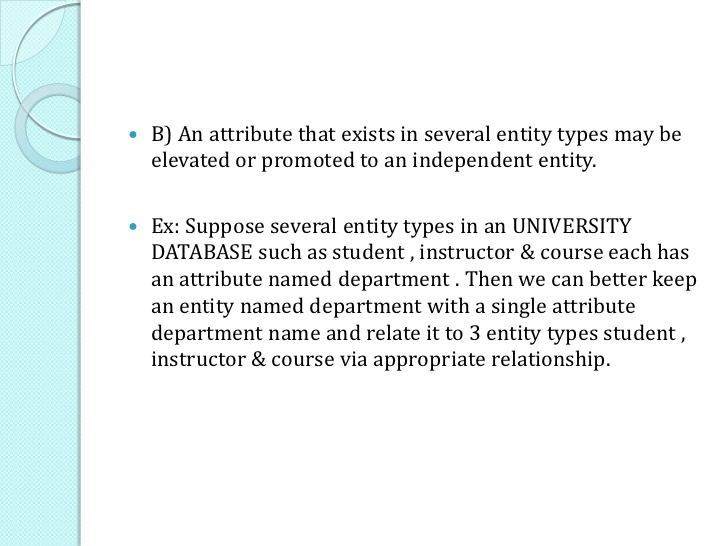 • B) An attribute that exists in several entity types may be
elevated or promoted to an independent entity.
• Ex: Suppose several entity types in an UNIVERSITY
DATABASE such as student , instructor & course each has
an attribute named department . Then we can better keep
an entity named department with a single attribute
department name and relate it to 3 entity types student ,
instructor & course via appropriate relationship.